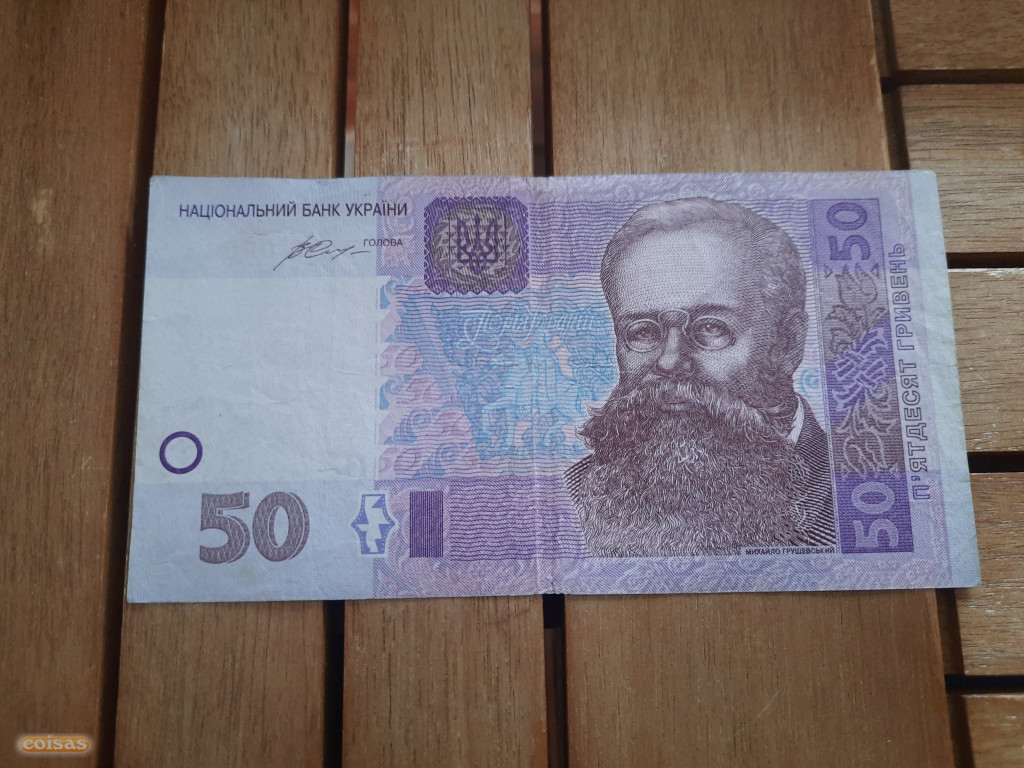 НАЦІОНАЛЬНИЙ БАНК УКРАЇНИ
ГОЛОВА
50
П'ЯТДЕСЯТ ГРИВЕНЬ
50
50
МИХАЙЛО ГРУШЕВСЬКИЙ
coisas